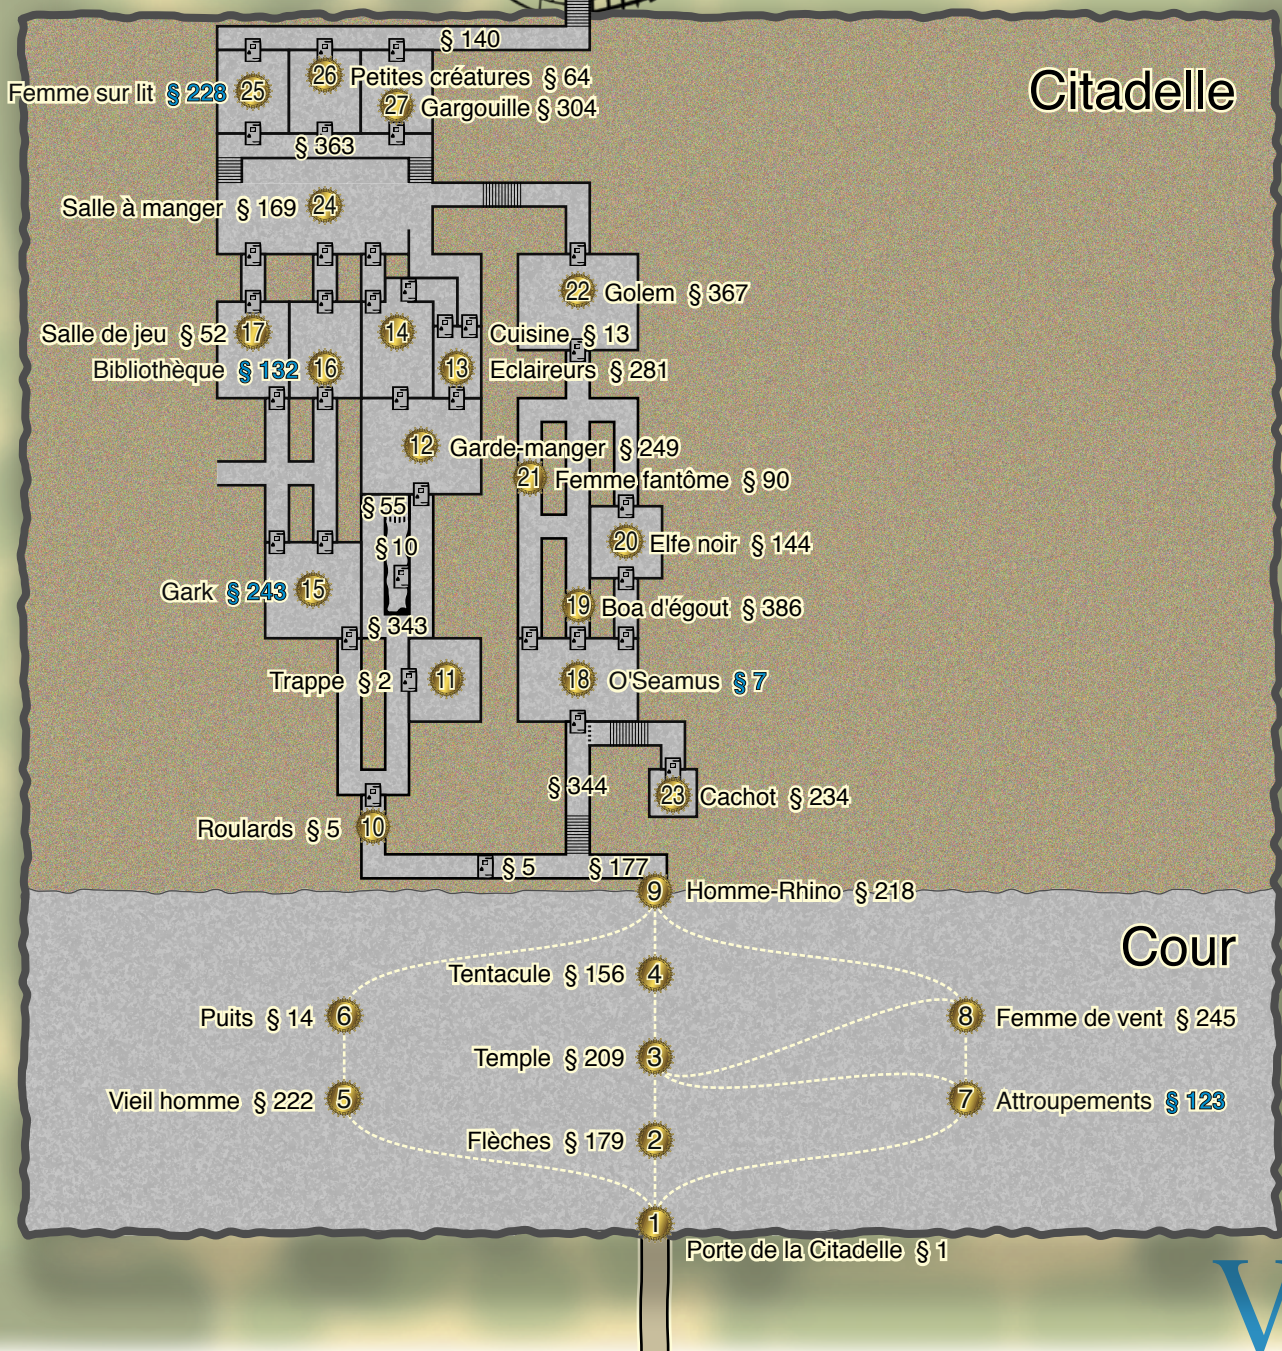 § 140
Citadelle
26 Petites créatures § 64
Femme sur lit § 228 25
27 Gargouille § 304
§ 363
Salle à manger § 169 24
22 Golem § 367
Salle de jeu § 52 17
14
Cuisine § 13
Bibliothèque § 132 16
13 Eclaireurs § 281
12 Garde-manger § 249
21 Femme fantôme § 90
§ 55
§ 10
20 Elfe noir § 144
Gark § 243 15
19 Boa d'égout § 386
§ 343
Trappe § 2 11
18 O'Seamus § 7
§ 344
23 Cachot § 234
Roulards § 5 10
§ 5
§ 177
9 Homme-Rhino § 218
Cour
Tentacule § 156 4
Puits § 14 6
8 Femme de vent § 245
Temple § 209 3
Vieil homme § 222 5
7 Attroupements § 123
Flèches § 179 2
1
Porte de la Citadelle § 1
V